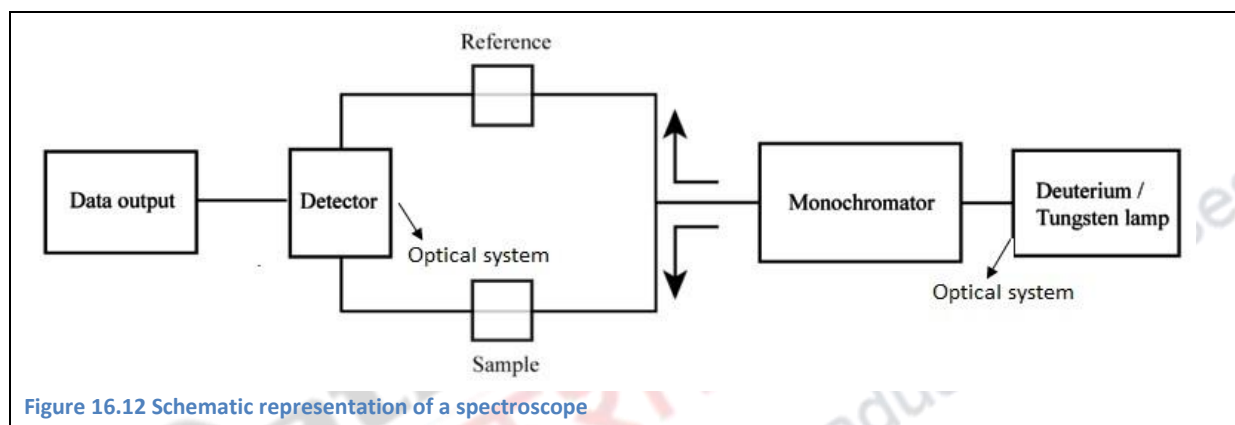 Reference
Data output
Detector
Optical system
Monochromator
Deuterium /
Tungsten lamp
Optical system
Sample
Figure 16.12 Schematic representation of a spectroscope